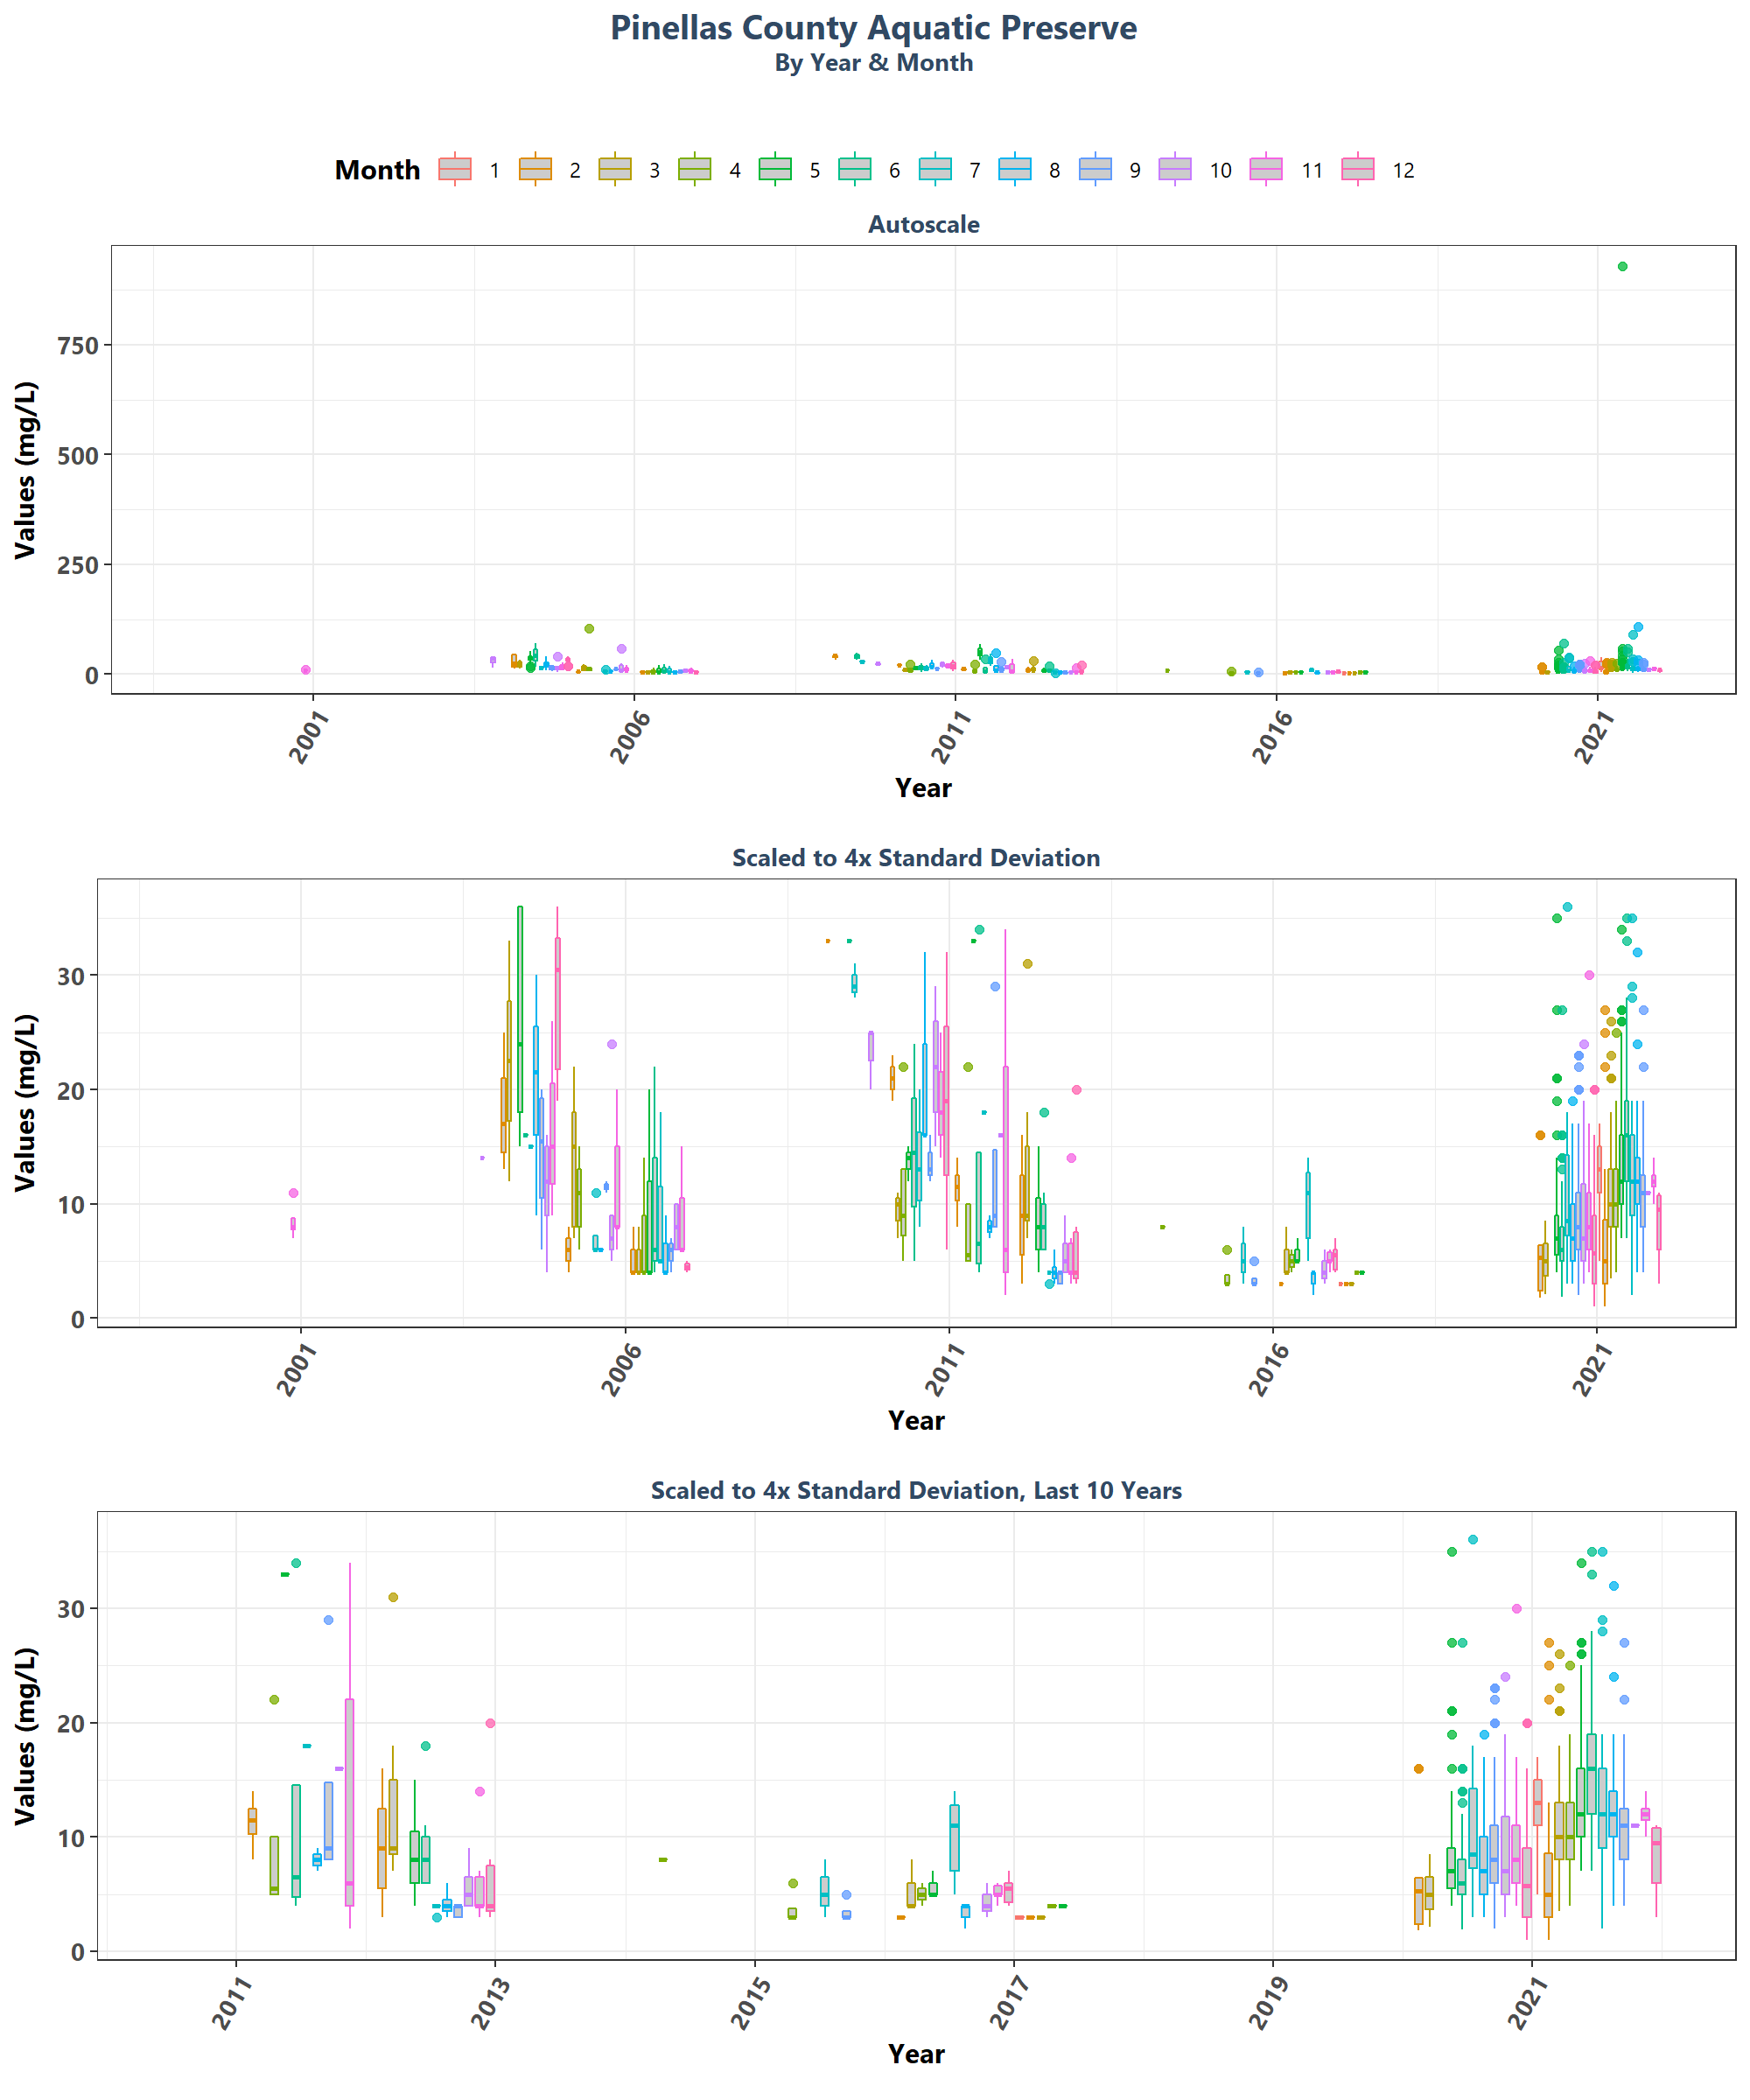 Pinellas County Aquatic Preserve
By Year & Month
Month 1 2 3 4 5 6 7 8 9 10 11 12
Autoscale
Values (mg/L)
750
500
250
0
2001 2006 2011 2016 2021
Year
Scaled to 4x Standard Deviation
Values (mg/L)
30
20
10
0
2001 2006 2011 2016 2021
Year
Scaled to 4x Standard Deviation, Last 10 Years
Values (mg/L)
30
20
10
0
2011 2013 2015 2017 2019 2021
Year